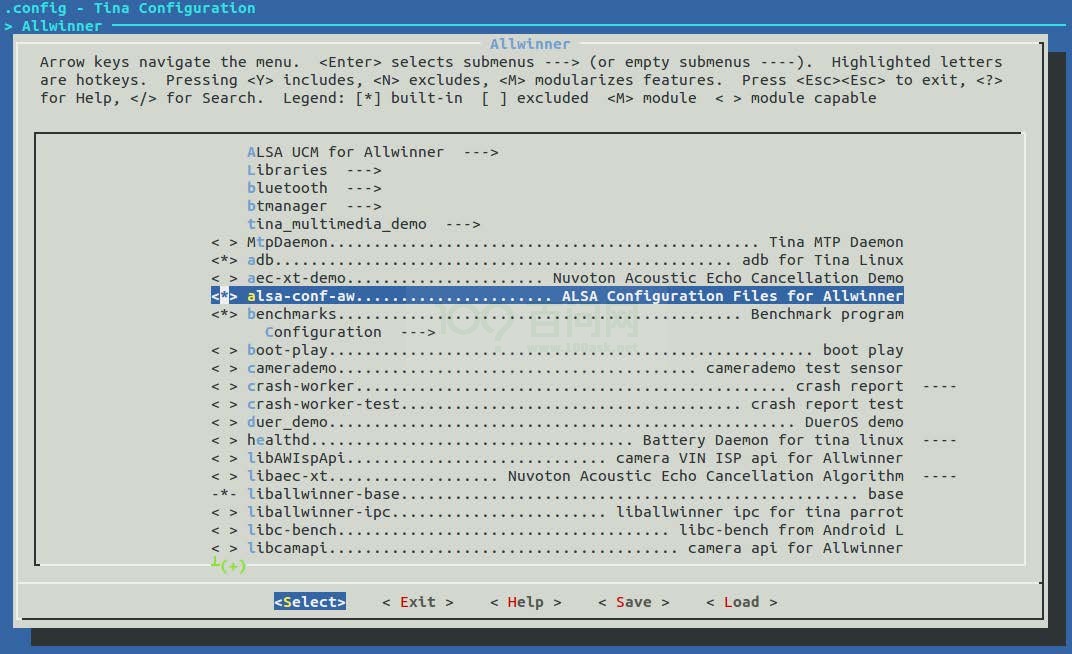 .config - Tina Configuration
> Allwinner
Allwinner
Arrow keys navigate the menu.  <Enter> selects submenus ---> (or empty submenus ----).  Highlighted letters
are hotkeys.  Pressing <Y> includes, <N> excludes, <M> modularizes features.  Press <Esc><Esc> to exit, <?>
for Help, </> for Search.  Legend: [*] built-in  [ ] excluded  <M> module  < > module capable
ALSA UCM for Allwinner  --->
Libraries  --->
bluetooth  --->
btmanager  --->
tina_multimedia_demo  --->
< > MtpDaemon................................................ Tina MTP Daemon
<*> adb................................................... adb for Tina Linux
< > aec-xt-demo...................... Nuvoton Acoustic Echo Cancellation Demo
<*> alsa-conf-aw...................... ALSA Configuration Files for Allwinner
<*> benchmarks............................................. Benchmark program
Configuration  --->
< > boot-play...................................................... boot play
< > camerademo........................................ camerademo test sensor
< > crash-worker................................................ crash report  ----
< > crash-worker-test...................................... crash report test
< > duer_demo.................................................... DuerOS demo
< > healthd.................................... Battery Daemon for tina linux  ----
< > libAWIspApi............................. camera VIN ISP api for Allwinner
< > libaec-xt................... Nuvoton Acoustic Echo Cancellation Algorithm  ----
-*- liballwinner-base................................................... base
< > liballwinner-ipc........................ liballwinner ipc for tina parrot
< > libc-bench..................................... libc-bench from Android L
< > libcamapi....................................... camera api for Allwinner
┴(+)
<Select>    < Exit >    < Help >    < Save >    < Load >
100? 百问网
www.100ask.net